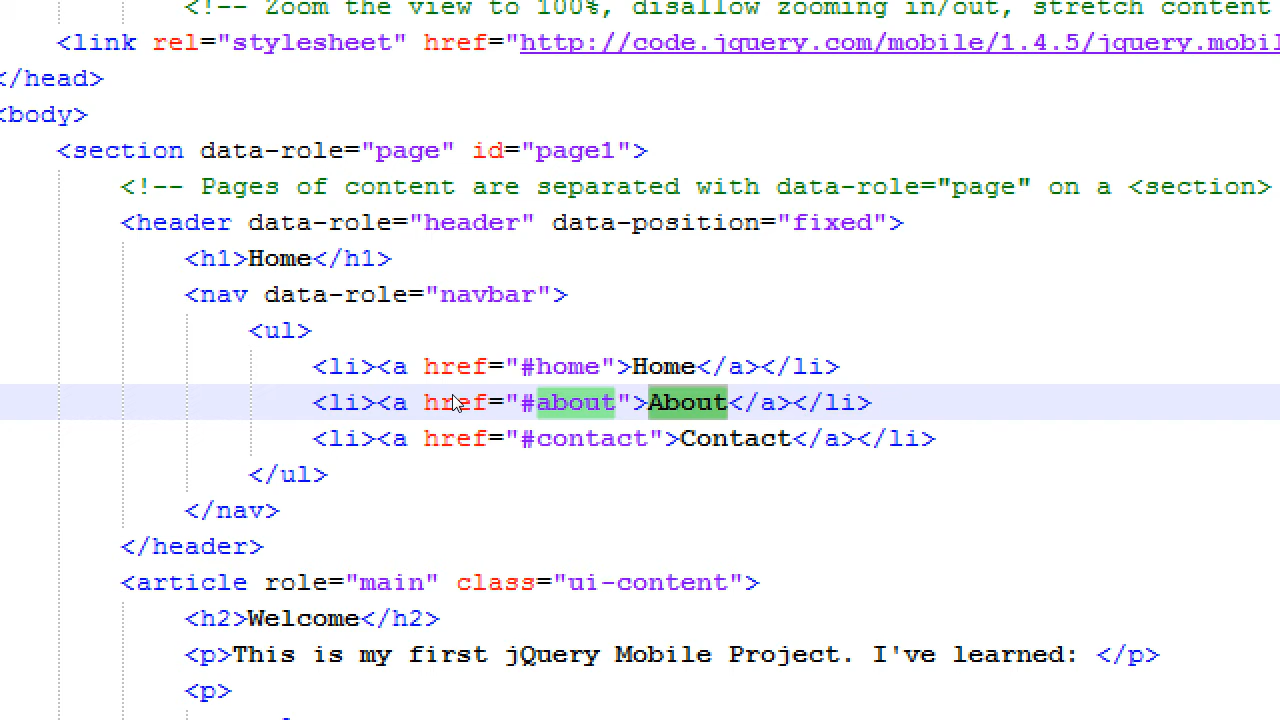 <!-- Zoom the view to 100%, disallow zooming in/out, stretch content
<link rel="stylesheet" href="http://code.jquery.com/mobile/1.4.5/jquery.mobil
</head>
<body>
<section data-role="page" id="page1">
<!-- Pages of content are separated with data-role="page" on a <section>
<header data-role="header" data-position="fixed">
<h1>Home</h1>
<nav data-role="navbar">
<ul>
<li><a href="#home">Home</a></li>
<li><a href="#about">About</a></li>
<li><a href="#contact">Contact</a></li>
</ul>
</nav>
</header>
<article role="main" class="ui-content">
<h2>Welcome</h2>
<p>This is my first jQuery Mobile Project. I've learned: </p>
<p>